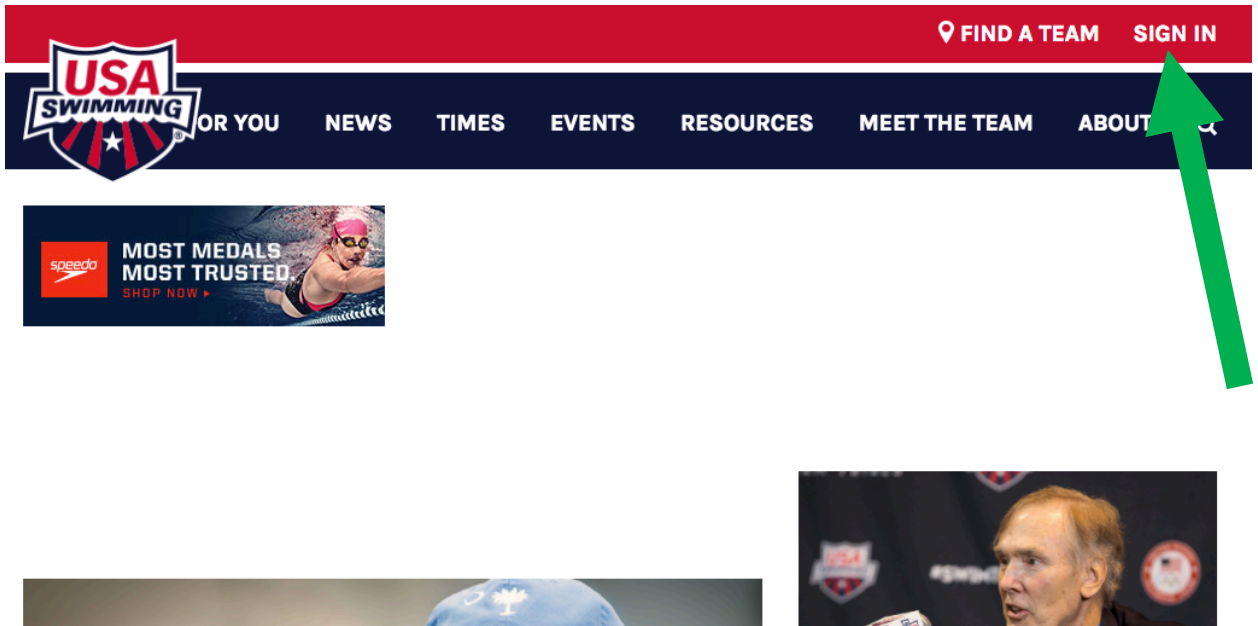 FIND A TEAM SIGN IN
USA
SWIMMING
®
OR YOU NEWS TIMES EVENTS RESOURCES MEET THE TEAM ABOUT
speedo
MOST MEDALS
MOST TRUSTED.
SHOP NOW
USA